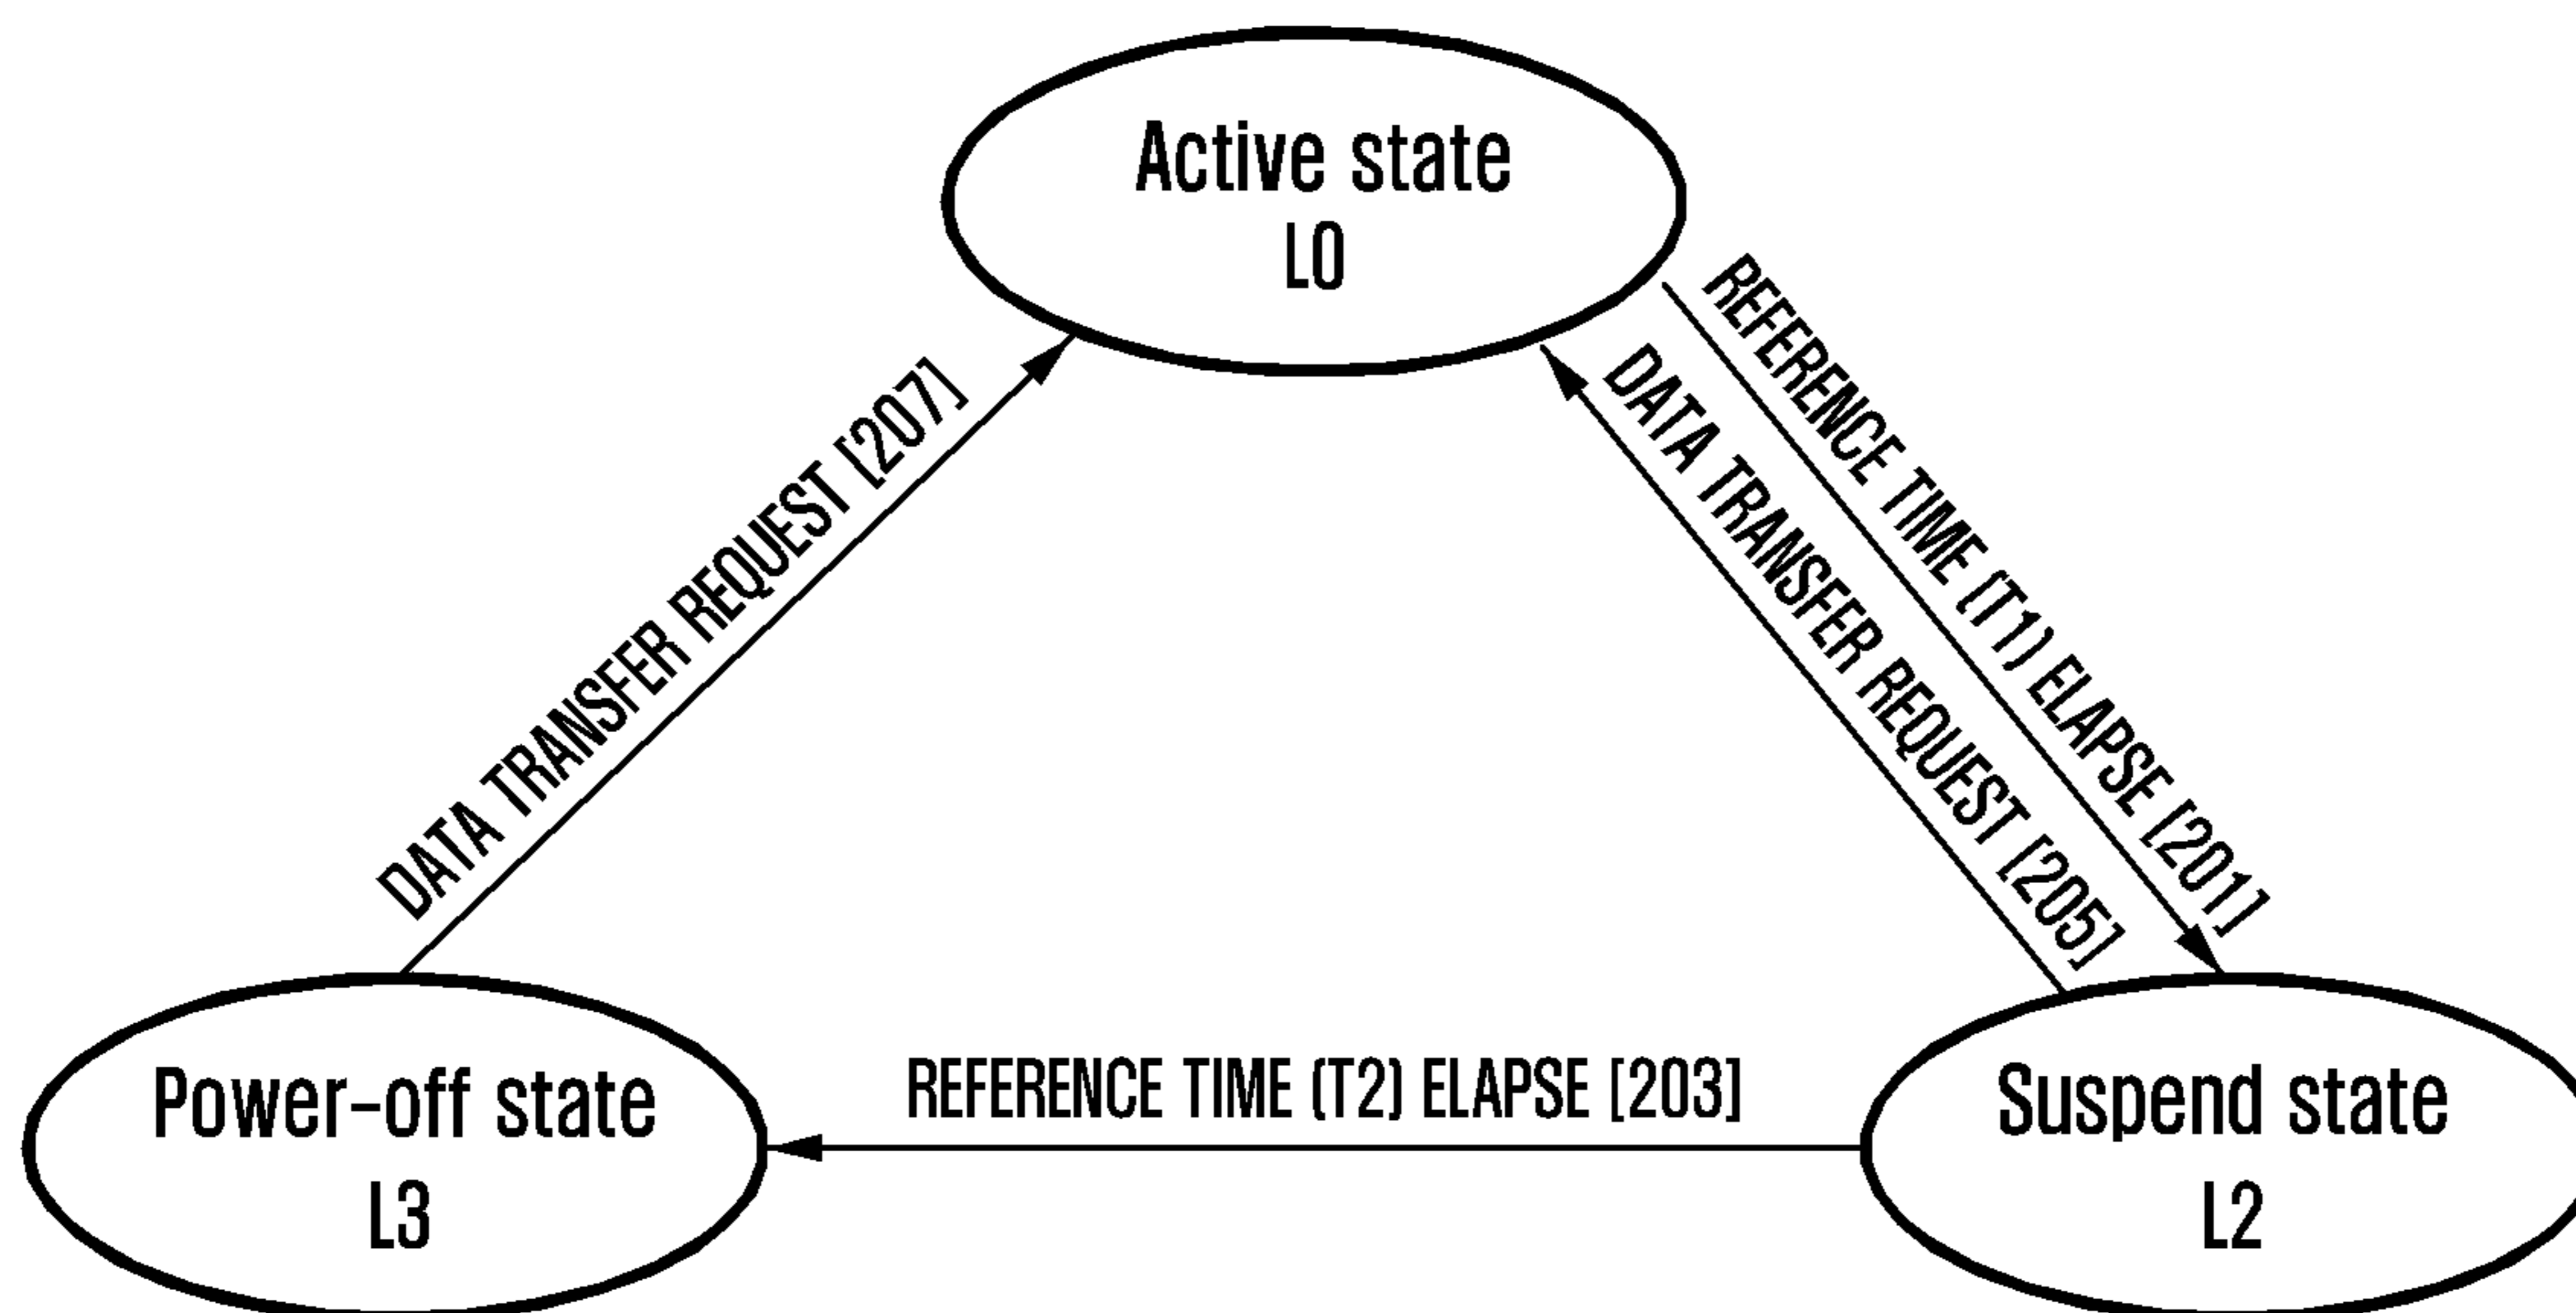 Active state
L0
REFERENCE TIME (T1) ELAPSE [201]
DATA TRANSFER REQUEST [205]
DATA TRANSFER REQUEST [207]
REFERENCE TIME (T2) ELAPSE [203]
Power-off state
L3
Suspend state
L2